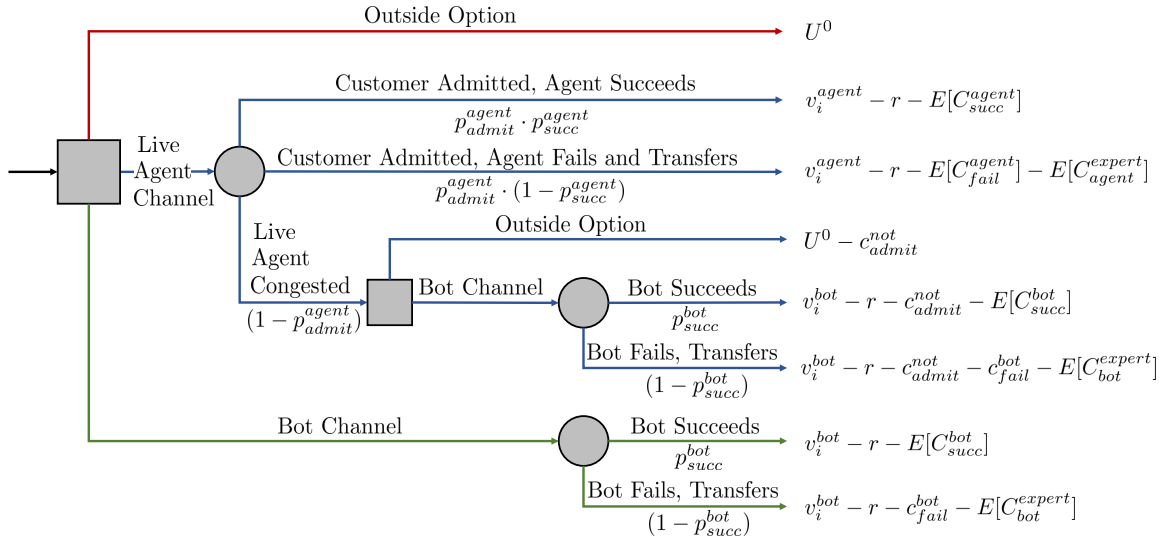 Outside Option
U^0
Customer Admitted, Agent Succeeds
p_{admit}^{agent} · p_{succ}^{agent}
v_i^{agent} − r − E[C_{succ}^{agent}]
Live
Agent
Channel
Customer Admitted, Agent Fails and Transfers
p_{admit}^{agent} · (1 − p_{succ}^{agent})
v_i^{agent} − r − E[C_{fail}^{agent}] − E[C_{agent}^{expert}]
Live
Agent
Congested
(1 − p_{admit}^{agent})
Outside Option
U^0 − c_{admit}^{not}
Bot Channel
Bot Succeeds
p_{succ}^{bot}
v_i^{bot} − r − c_{admit}^{not} − E[C_{succ}^{bot}]
Bot Fails, Transfers
(1 − p_{succ}^{bot})
v_i^{bot} − r − c_{admit}^{not} − c_{fail}^{bot} − E[C_{bot}^{expert}]
Bot Channel
Bot Succeeds
p_{succ}^{bot}
v_i^{bot} − r − E[C_{succ}^{bot}]
Bot Fails, Transfers
(1 − p_{succ}^{bot})
v_i^{bot} − r − c_{fail}^{bot} − E[C_{bot}^{expert}]